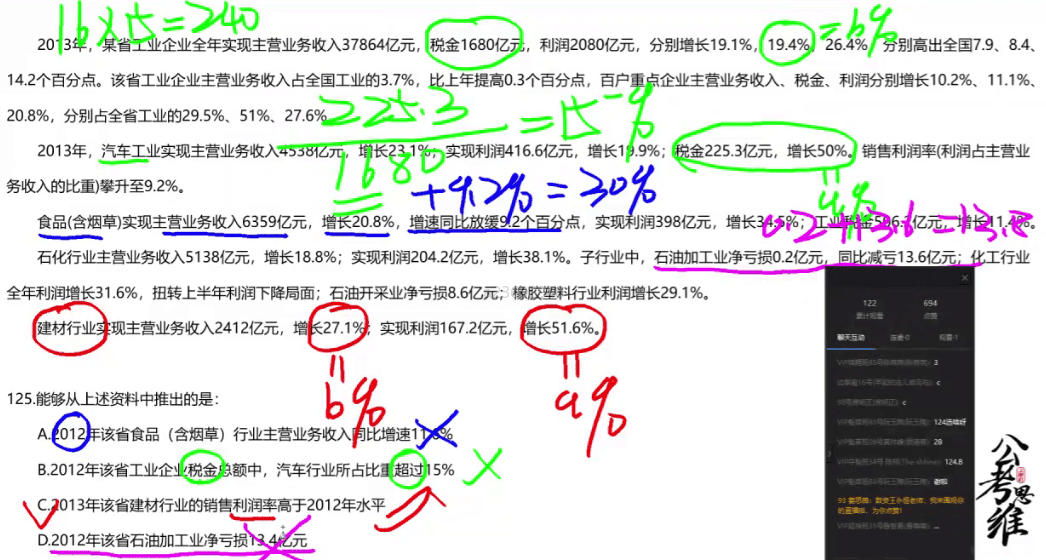 16×15=240
2013年，某省工业企业全年实现主营业务收入37864亿元，税金1680亿元，利润2080亿元，分别增长19.1%，19.4%，26.4%，分别高出全国7.9、8.4、
=b%
14.2个百分点。该省工业企业主营业务收入占全国工业的3.7%，比上年提高0.3个百分点，百户重点企业主营业务收入、税金、利润分别增长10.2%、11.1%、
20.8%，分别占全省工业的29.5%、51%、27.6%。
225.3
1680
=15-%
2013年，汽车工业实现主营业务收入4538亿元，增长23.1%；实现利润416.6亿元，增长19.9%；税金225.3亿元，增长50%。销售利润率(利润占主营业
务收入的比重)攀升至9.2%。
+9.2%=30%
a%
食品(含烟草)实现主营业务收入6359亿元，增长20.8%，增速同比放缓9.2个百分点，实现利润398亿元，增长34.5%；工业税金596.2亿元，增长11.4%。
0.2+13.6=13.8
石化行业主营业务收入5138亿元，增长18.8%；实现利润204.2亿元，增长38.1%。子行业中，石油加工业净亏损0.2亿元，同比减亏13.6亿元；化工行业
全年利润增长31.6%，扭转上半年利润下降局面；石油开采业净亏损8.6亿元；橡胶塑料行业利润增长29.1%。
建材行业实现主营业务收入2412亿元，增长27.1%；实现利润167.2亿元，增长51.6%。
b%
a%
125.能够从上述资料中推出的是：
A.2012年该省食品（含烟草）行业主营业务收入同比增速11.6%
B.2012年该省工业企业税金总额中，汽车行业所占比重超过15%
C.2013年该省建材行业的销售利润率高于2012年水平
D.2012年该省石油加工业净亏损13.4亿元
122
694
累计观看
点赞
聊天互动
连麦·0
观看·1
公考思维